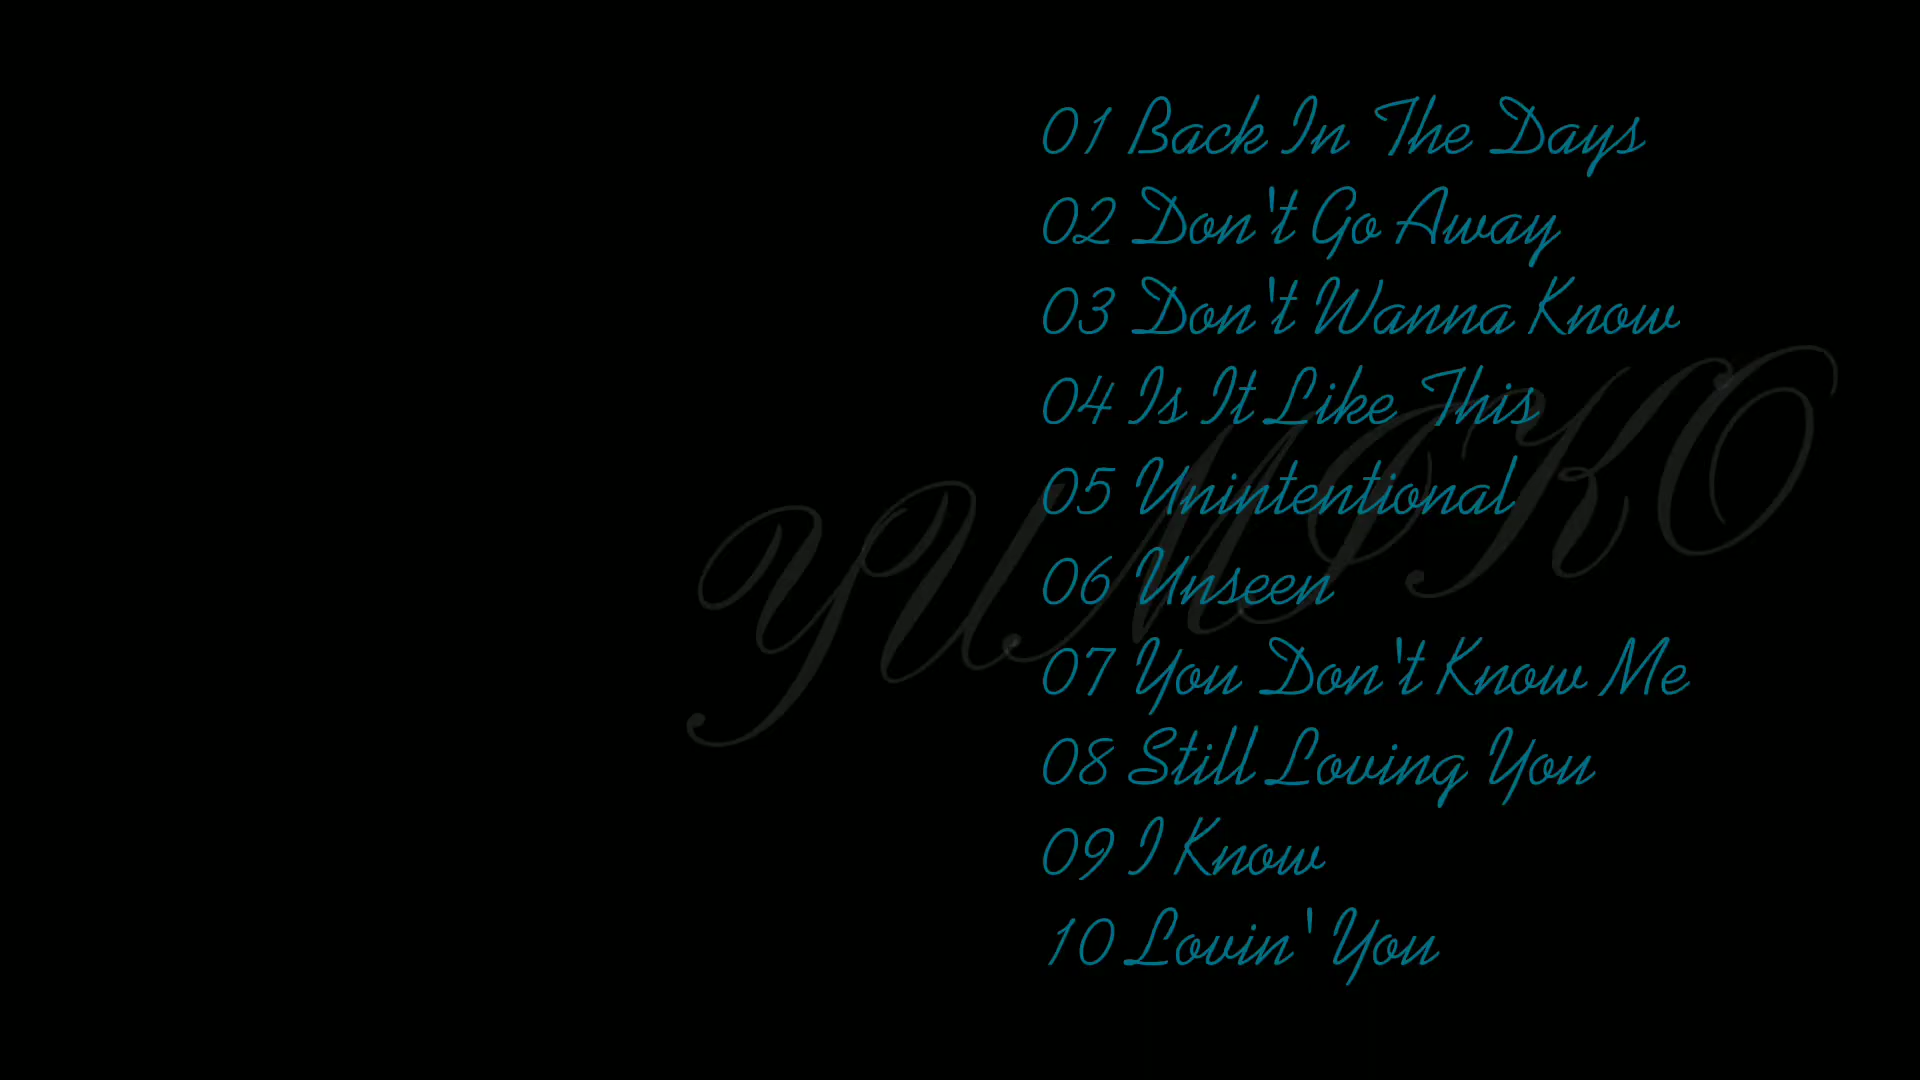 01 Back In The Days
02 Don't Go Away
03 Don't Wanna Know
04 Is It Like This
05 Unintentional
06 Unseen
07 You Don't Know Me
08 Still Loving You
09 I Know
10 Lovin' You
YUMIKO